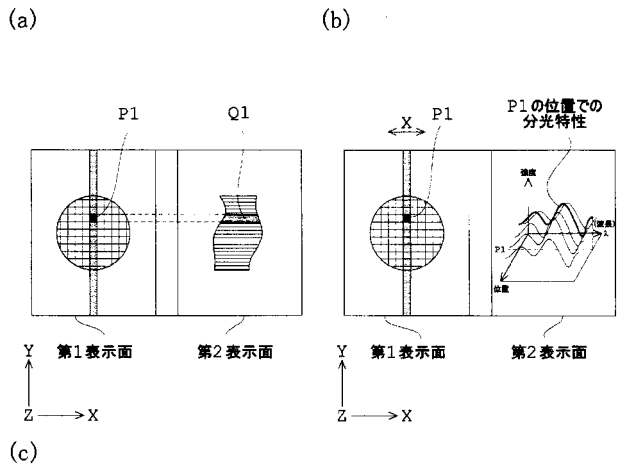 (a)
(b)
P1
Q1
P1の位置での
分光特性
X
P1
強度
(波長)
λ
P1
位置
第1表示面
第2表示面
第1表示面
第2表示面
Y
Z
X
Y
Z
X
(c)